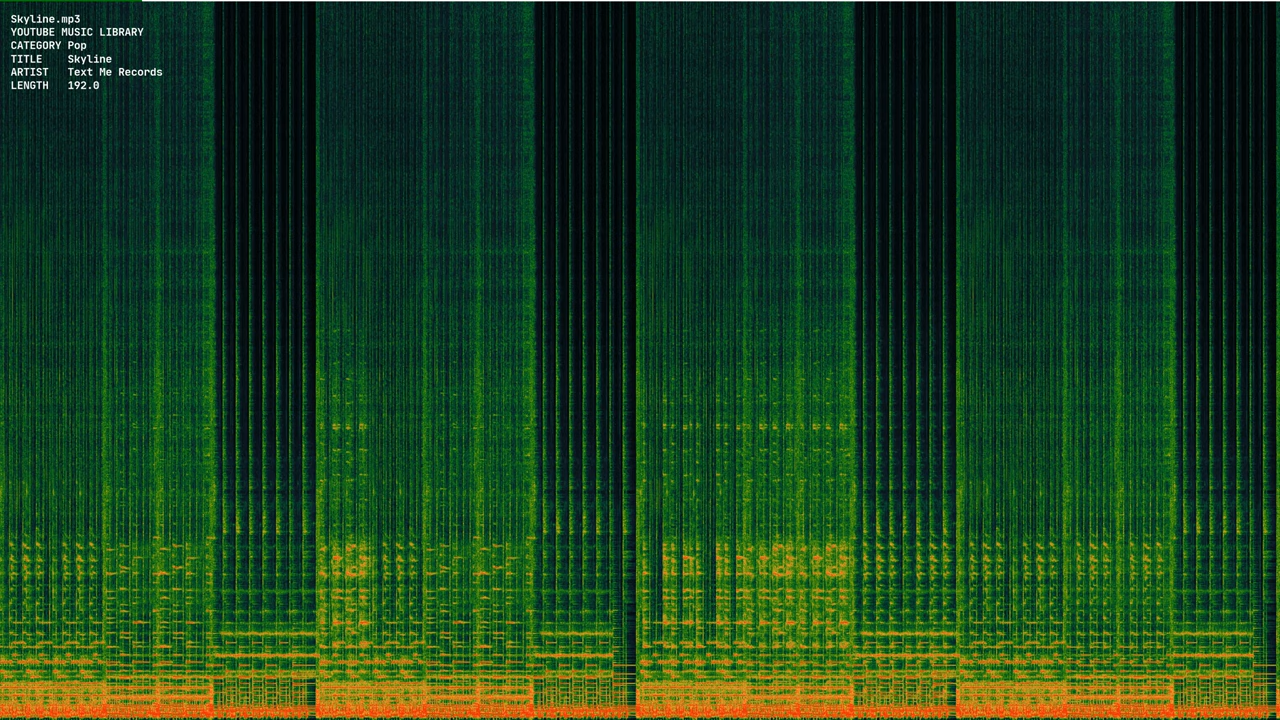 Skyline.mp3
YOUTUBE MUSIC LIBRARY
CATEGORY Pop
TITLE Skyline
ARTIST Text Me Records
LENGTH 192.0